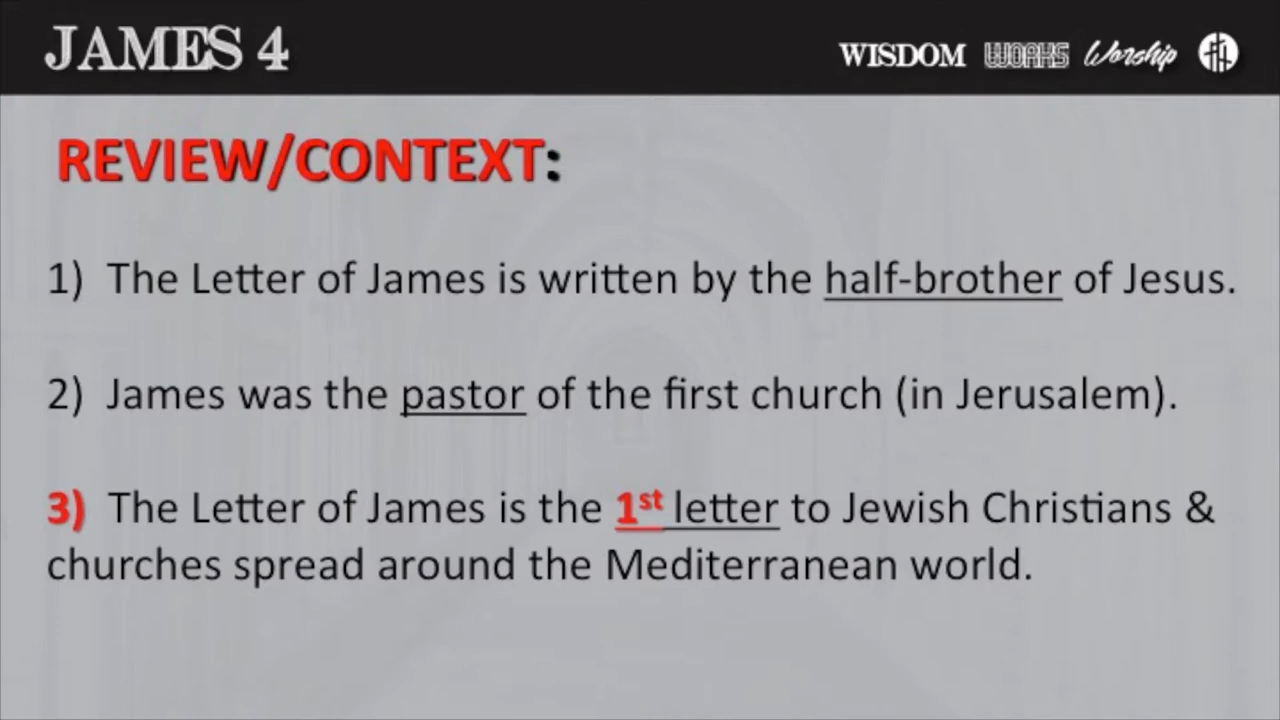 JAMES 4
WISDOM WORKS Worship
REVIEW/CONTEXT:
1) The Letter of James is written by the half-brother of Jesus.
2) James was the pastor of the first church (in Jerusalem).
3) The Letter of James is the 1st letter to Jewish Christians &
churches spread around the Mediterranean world.